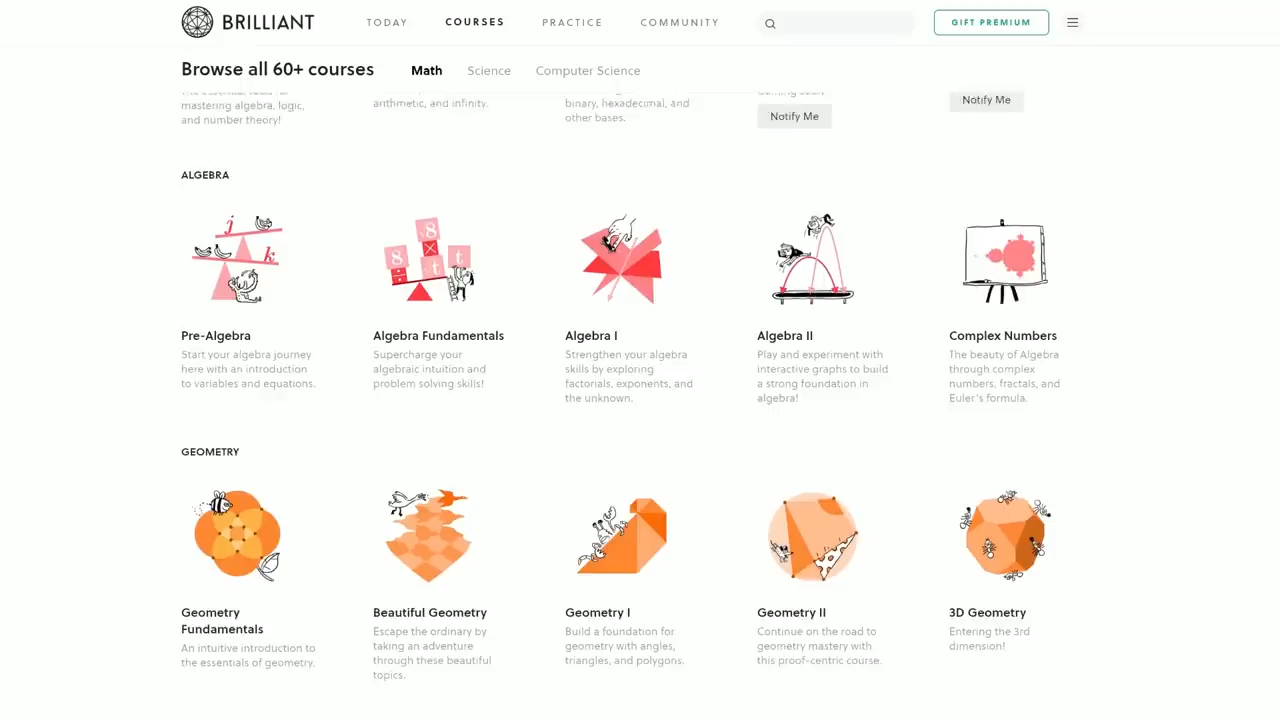 BRILLIANT
TODAY
COURSES
PRACTICE
COMMUNITY
GIFT PREMIUM
Browse all 60+ courses
Math
Science
Computer Science
mastering algebra, logic,
and number theory!
arithmetic, and infinity.
binary, hexadecimal, and
other bases.
Notify Me
Notify Me
ALGEBRA
j
k
8
8
t
t
Pre-Algebra
Start your algebra journey
here with an introduction
to variables and equations.
Algebra Fundamentals
Supercharge your
algebraic intuition and
problem solving skills!
Algebra I
Strengthen your algebra
skills by exploring
factorials, exponents, and
the unknown.
Algebra II
Play and experiment with
interactive graphs to build
a strong foundation in
algebra!
Complex Numbers
The beauty of Algebra
through complex
numbers, fractals, and
Euler's formula.
GEOMETRY
Geometry
Fundamentals
An intuitive introduction to
the essentials of geometry.
Beautiful Geometry
Escape the ordinary by
taking an adventure
through these beautiful
topics.
Geometry I
Build a foundation for
geometry with angles,
triangles, and polygons.
Geometry II
Continue on the road to
geometry mastery with
this proof-centric course.
3D Geometry
Entering the 3rd
dimension!